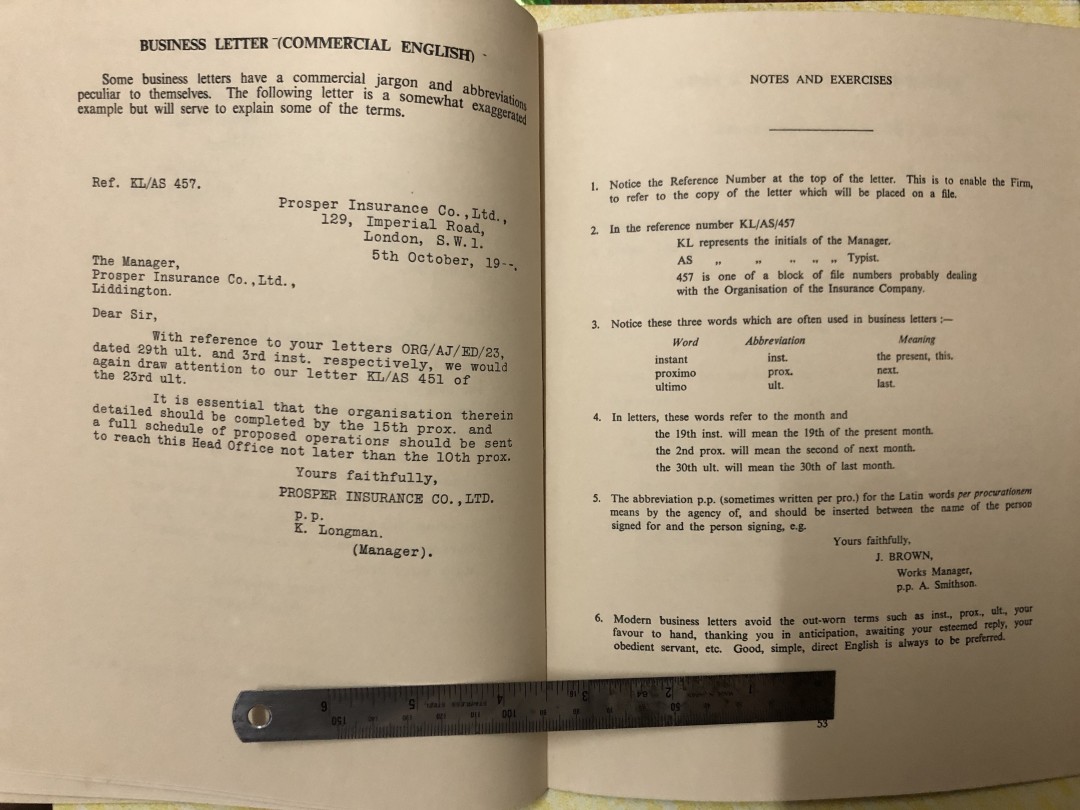 BUSINESS LETTER (COMMERCIAL ENGLISH)
Some business letters have a commercial jargon and abbreviations
peculiar to themselves. The following letter is a somewhat exaggerated
example but will serve to explain some of the terms.
Ref. KL/AS 457.
Prosper Insurance Co.,Ltd.,
129, Imperial Road,
London, S.W.1.
5th October, 19--.
The Manager,
Prosper Insurance Co.,Ltd.,
Liddington.
Dear Sir,
With reference to your letters ORG/AJ/ED/23,
dated 29th ult. and 3rd inst. respectively, we would
again draw attention to our letter KL/AS 451 of
the 23rd ult.
It is essential that the organisation therein
detailed should be completed by the 15th prox. and
a full schedule of proposed operations should be sent
to reach this Head Office not later than the 10th prox.
Yours faithfully,
PROSPER INSURANCE CO.,LTD.
p.p.
K. Longman.
(Manager).
NOTES AND EXERCISES
1. Notice the Reference Number at the top of the letter. This is to enable the Firm,
to refer to the copy of the letter which will be placed on a file.
2. In the reference number KL/AS/457
KL represents the initials of the Manager.
AS " " " " " Typist.
457 is one of a block of file numbers probably dealing
with the Organisation of the Insurance Company.
3. Notice these three words which are often used in business letters :—
Word Abbreviation Meaning
instant inst. the present, this.
proximo prox. next.
ultimo ult. last.
4. In letters, these words refer to the month and
the 19th inst. will mean the 19th of the present month.
the 2nd prox. will mean the second of next month.
the 30th ult. will mean the 30th of last month.
5. The abbreviation p.p. (sometimes written per pro.) for the Latin words per procurationem
means by the agency of, and should be inserted between the name of the person
signed for and the person signing, e.g.
Yours faithfully,
J. BROWN,
Works Manager,
p.p. A. Smithson.
6. Modern business letters avoid the out-worn terms such as inst., prox., ult., your
favour to hand, thanking you in anticipation, awaiting your esteemed reply, your
obedient servant, etc. Good, simple, direct English is always to be preferred.
6 5 4 3 2 1
150 100 50
STAINLESS STEEL
53